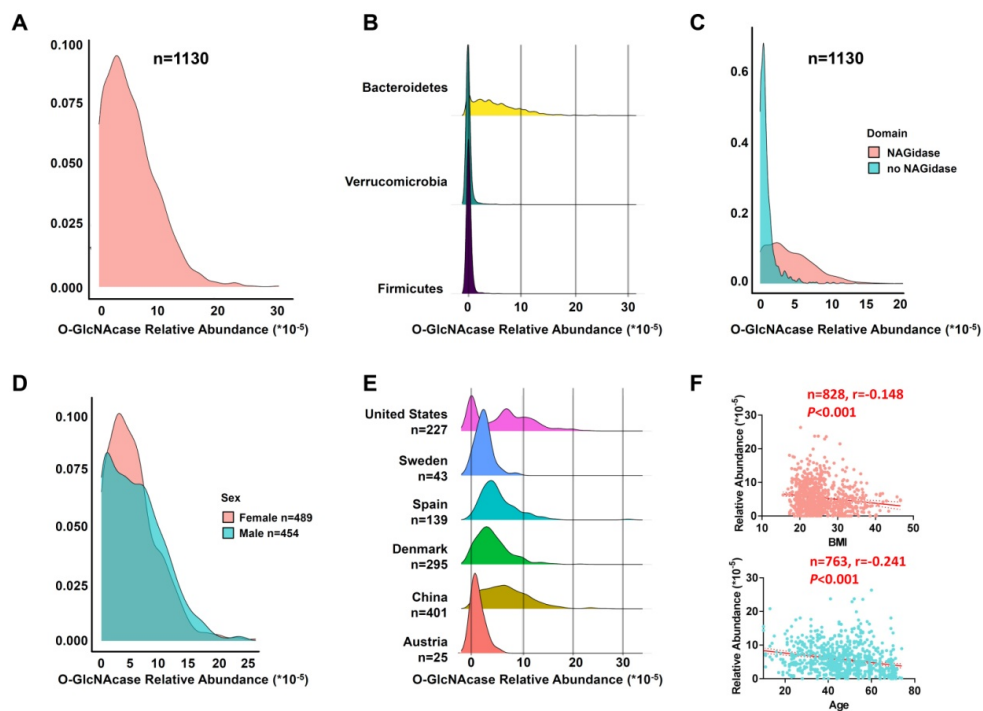 A
0.100
0.075
0.050
0.025
0.000
n=1130
0
10
20
30
O-GlcNAcase Relative Abundance (*10-5)
B
Bacteroidetes
Verrucomicrobia
Firmicutes
0
10
20
30
O-GlcNAcase Relative Abundance (*10-5)
C
0.6
0.4
0.2
0.0
n=1130
Domain
NAGidase
no NAGidase
0
5
10
15
20
O-GlcNAcase Relative Abundance (*10-5)
D
0.100
0.075
0.050
0.025
0.000
Sex
Female n=489
Male n=454
0
5
10
15
20
25
O-GlcNAcase Relative Abundance (*10-5)
E
United States
n=227
Sweden
n=43
Spain
n=139
Denmark
n=295
China
n=401
Austria
n=25
0
10
20
30
O-GlcNAcase Relative Abundance (*10-5)
F
n=828, r=-0.148
P<0.001
Relative Abundance (*10-5)
40
30
20
10
0
10
20
30
40
50
BMI
n=763, r=-0.241
P<0.001
Relative Abundance (*10-5)
30
20
10
0
20
40
60
80
Age